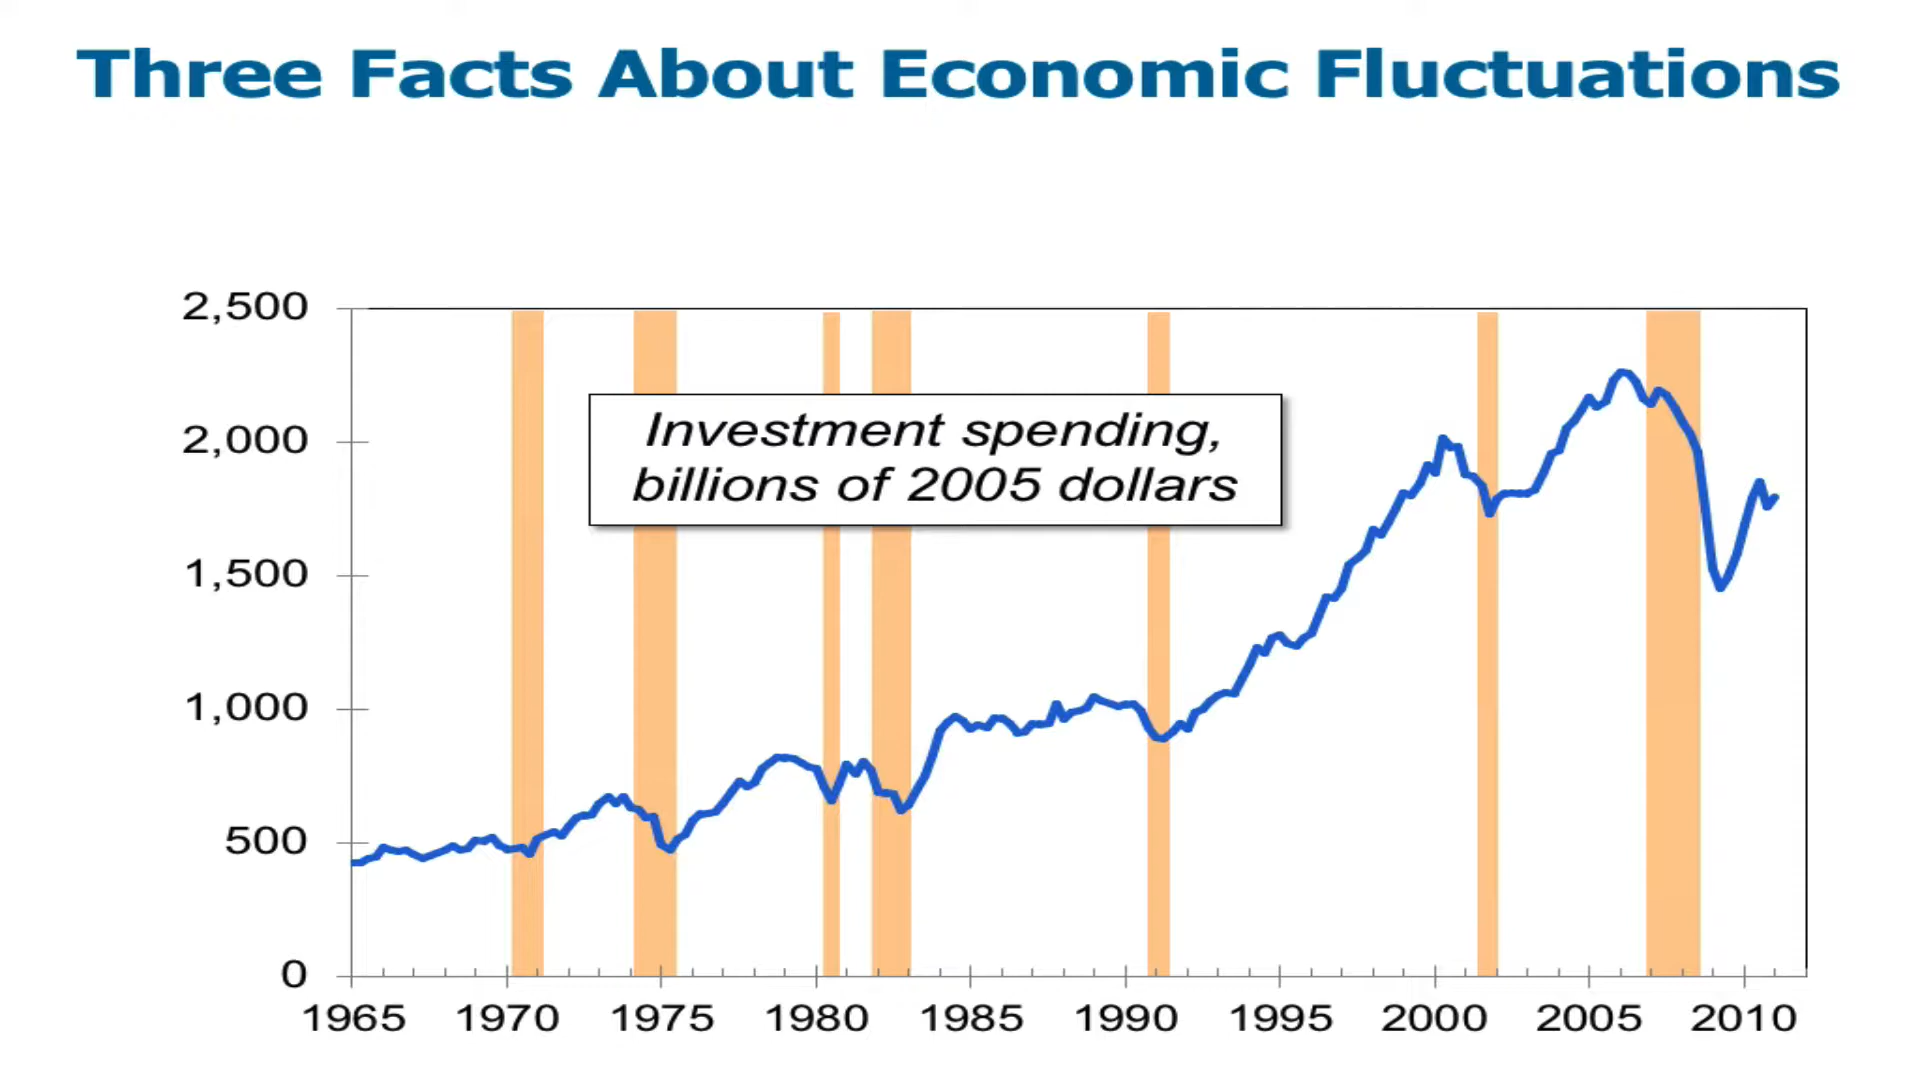 Three Facts About Economic Fluctuations
2,500
2,000
1,500
1,000
500
0
Investment spending,
billions of 2005 dollars
1965 1970 1975 1980 1985 1990 1995 2000 2005 2010